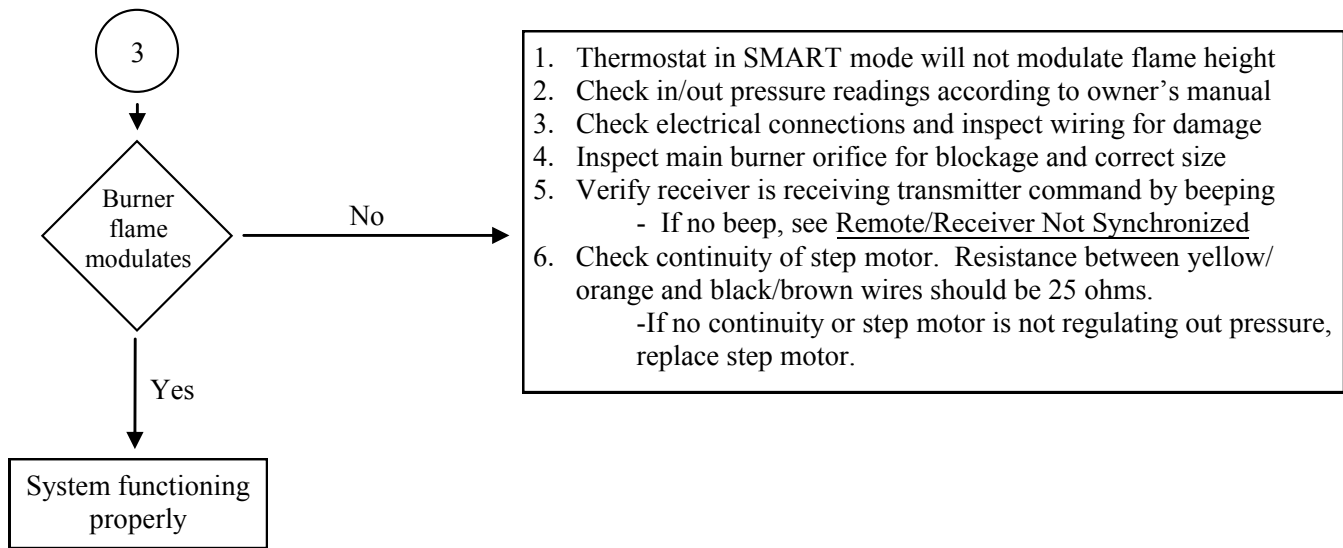 3
Burner
flame
modulates
No
1. Thermostat in SMART mode will not modulate flame height
2. Check in/out pressure readings according to owner’s manual
3. Check electrical connections and inspect wiring for damage
4. Inspect main burner orifice for blockage and correct size
5. Verify receiver is receiving transmitter command by beeping
- If no beep, see Remote/Receiver Not Synchronized
6. Check continuity of step motor. Resistance between yellow/
orange and black/brown wires should be 25 ohms.
-If no continuity or step motor is not regulating out pressure,
replace step motor.
Yes
System functioning
properly